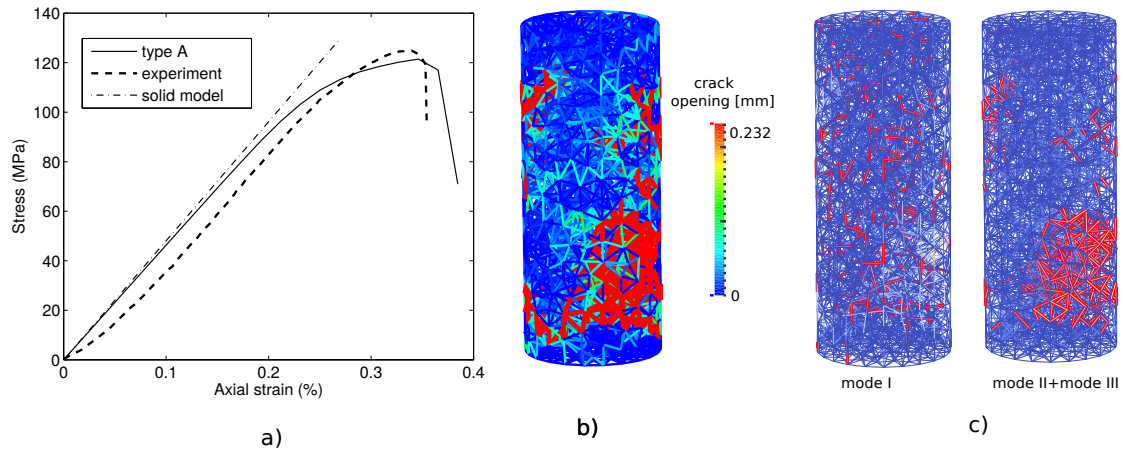 140
120
100
80
60
40
20
0
Stress (MPa)
type A
experiment
solid model
0
0.1
0.2
0.3
0.4
Axial strain (%)
a)
crack
opening [mm]
0.232
0
b)
mode I
mode II+mode III
c)